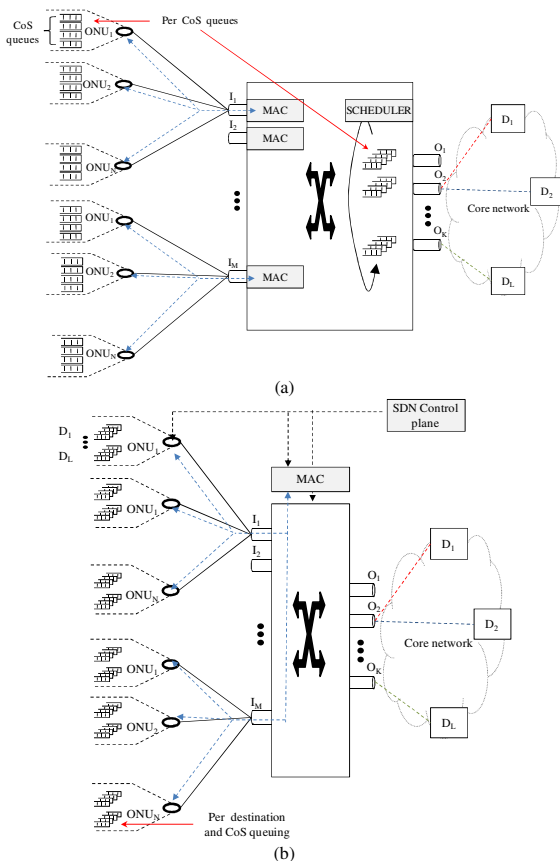 CoS
queues
ONU1
Per CoS queues
ONU2
ONUN
I1
MAC
I2
MAC
SCHEDULER
O1
O2
OK
D1
D2
DL
Core network
ONU1
ONU2
ONUN
IM
MAC
(a)
SDN Control
plane
D1
DL
ONU1
MAC
ONU1
ONUN
I1
I2
O1
O2
OK
D1
D2
DL
Core network
ONU1
ONU2
ONUN
IM
Per destination
and CoS queuing
(b)